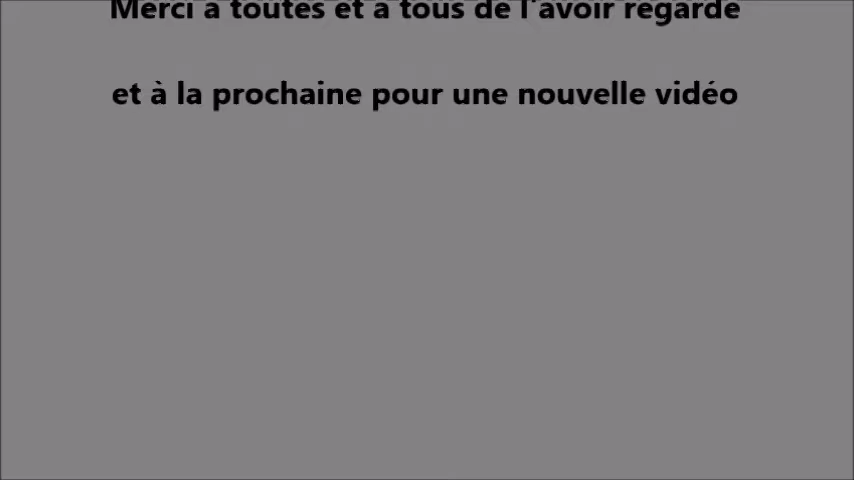 Merci à toutes et à tous de l'avoir regardé
et à la prochaine pour une nouvelle vidéo